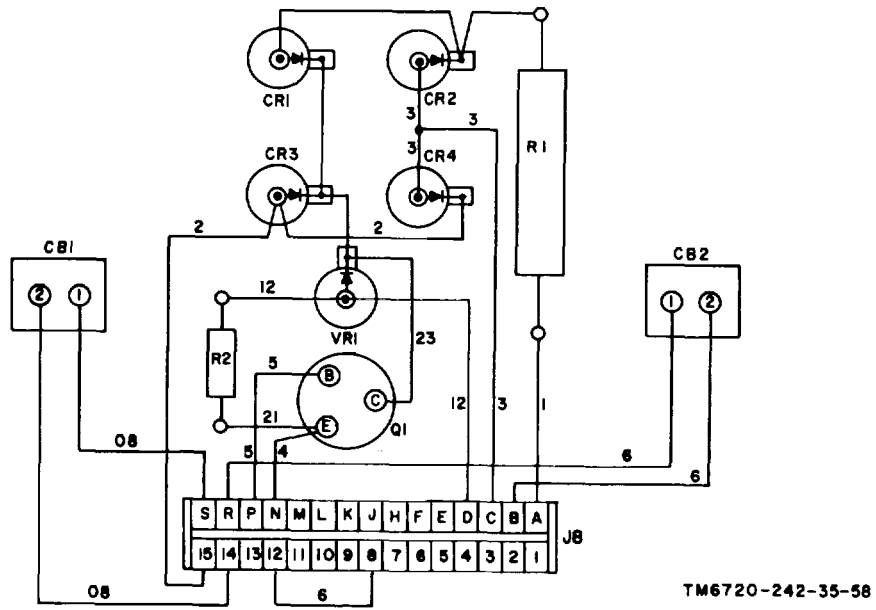 CR1
CR2
3
3
3
R1
CR3
CR4
2
2
CB1
2
1
CB2
1
2
12
VR1
23
R2
5
B
C
21
E
Q1
12
3
1
08
5
4
6
6
S R P N M L K J H F E D C B A
J8
15 14 13 12 11 10 9 8 7 6 5 4 3 2 1
08
6
TM6720-242-35-58